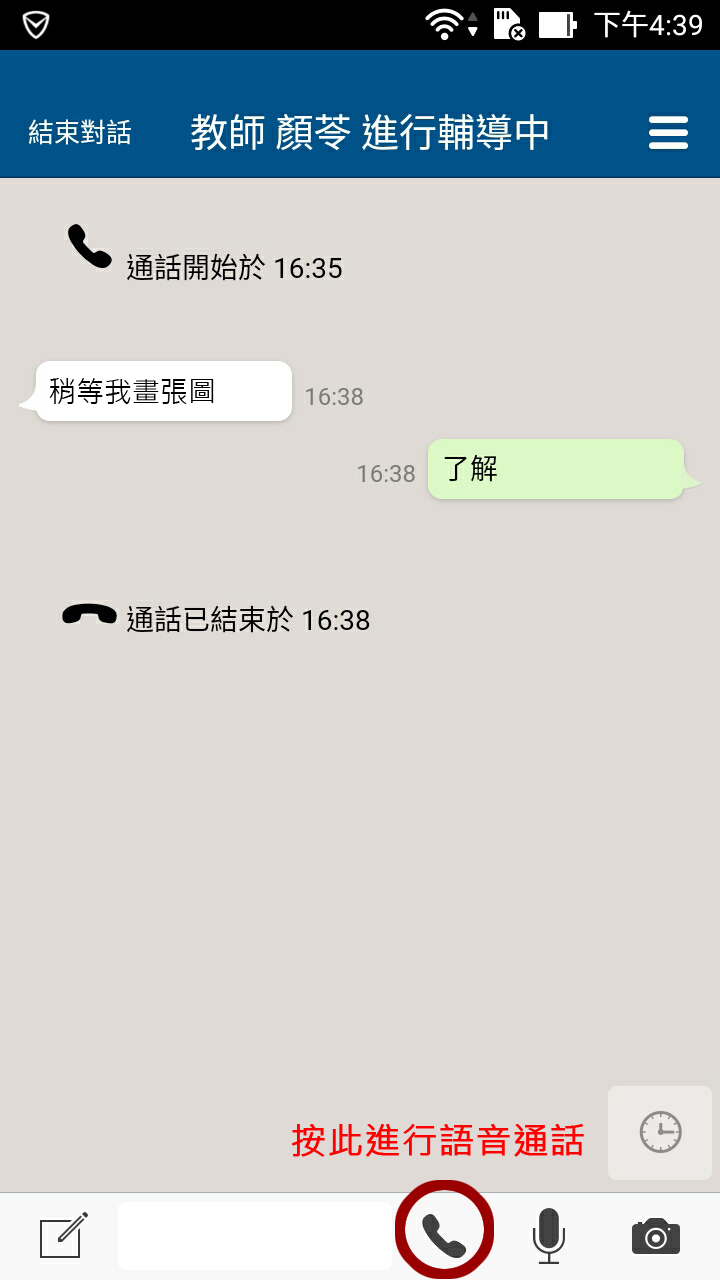 下午4:39
結束對話
教師 顏苓 進行輔導中
通話開始於 16:35
稍等我畫張圖 16:38
16:38 了解
通話已結束於 16:38
按此進行語音通話